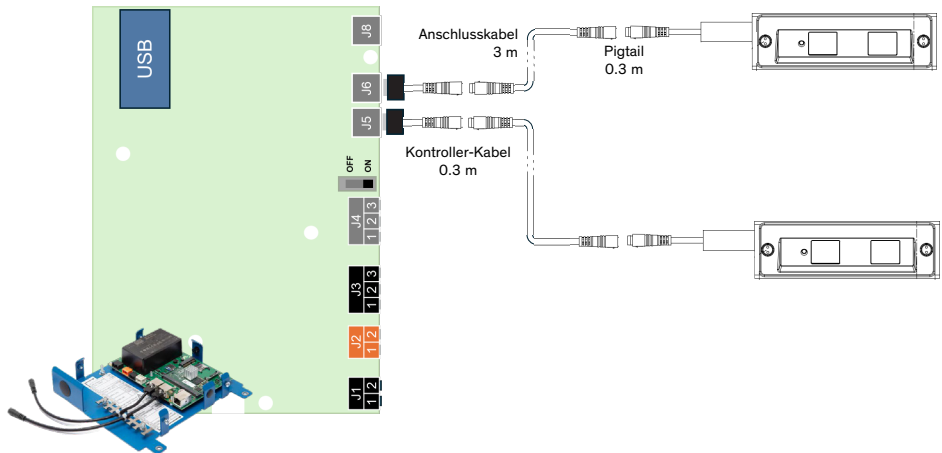 USB
J8
Anschlusskabel
3 m
Pigtail
0.3 m
J6
J5
Kontroller-Kabel
0.3 m
OFF
ON
J4
1 2 3
J3
1 2 3
J2
1 2
J1
1 2